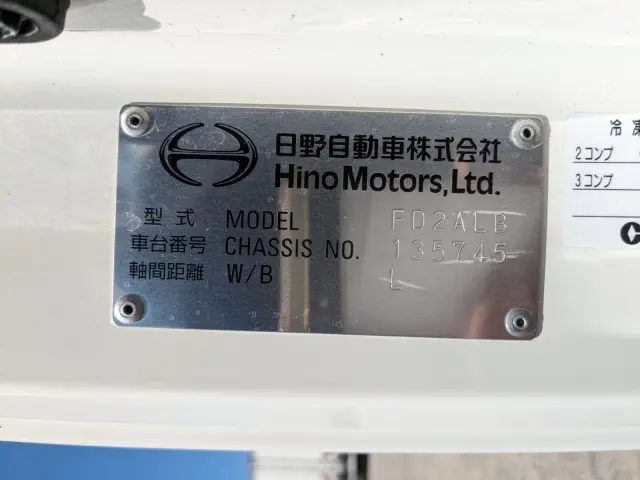 日野自動車株式会社
Hino Motors, Ltd.
型式 MODEL FD2ALB
車台番号 CHASSIS NO. 135745
軸間距離 W/B L
冷凍
2コンプ
3コンプ